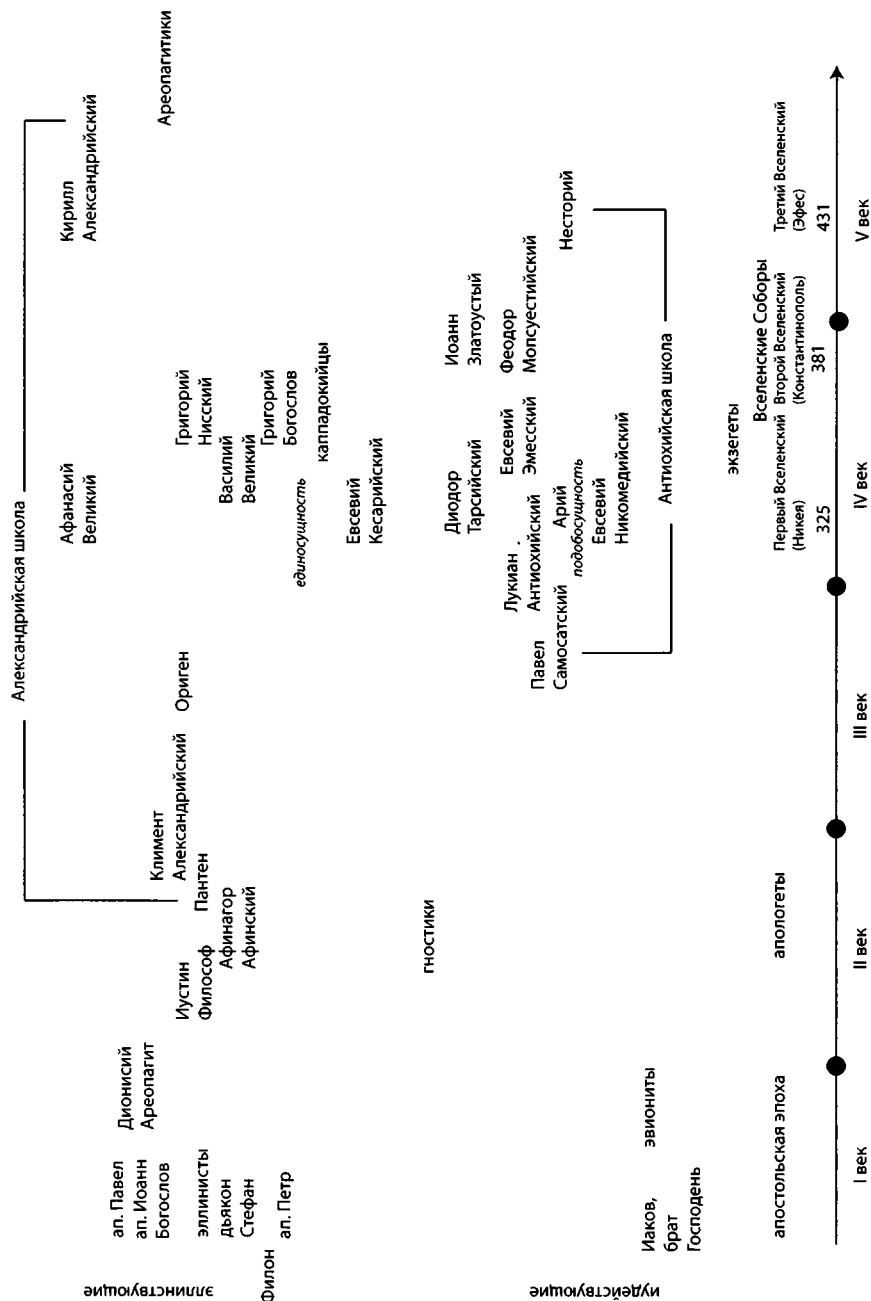 Александрийская школа
Кирилл
Александрийский
Ареопагитики
Афанасий
Великий
Григорий
Нисский
Василий
Великий
Григорий
Богослов
каппадокийцы
единосущность
Евсевий
Кесарийский
Ориген
Климент
Александрийский
Пантен
Афинагор
Афинский
Иустин
Философ
Дионисий
Ареопагит
ап. Павел
ап. Иоанн
Богослов
эллинисты
дьякон
Стефан
ап. Петр
Филон
эллинствующие
гностики
Иоанн
Златоустый
Феодор
Мопсуестийский
Несторий
Диодор
Тарсийский
Евсевий
Эмесский
Лукиан
Антиохийский
Арий
подобосущность
Евсевий
Никомедийский
Павел
Самосатский
Антиохийская школа
эвиониты
Иаков,
брат
Господень
иудействующие
апостольская эпоха
апологеты
экзегеты
Вселенские Соборы
Первый Вселенский
(Никея)
325
Второй Вселенский
(Константинополь)
381
Третий Вселенский
(Эфес)
431
I век
II век
III век
IV век
V век